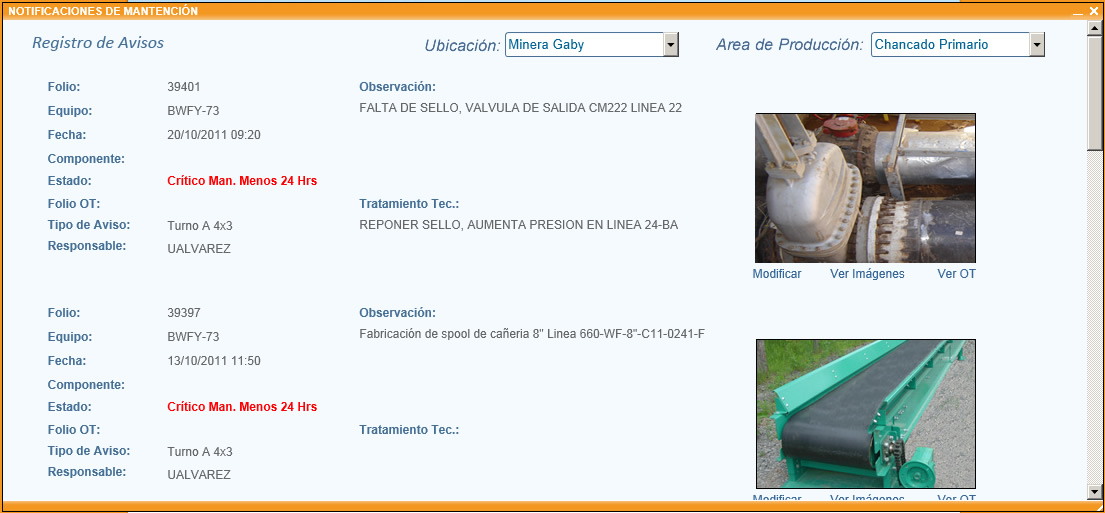 NOTIFICACIONES DE MANTENCIÓN
Registro de Avisos
Ubicación: Minera Gaby
Area de Producción: Chancado Primario
Folio: 39401
Observación:
Equipo: BWFY-73
FALTA DE SELLO, VALVULA DE SALIDA CM222 LINEA 22
Fecha: 20/10/2011 09:20
Componente:
Estado: Crítico Man. Menos 24 Hrs
Folio OT:
Tratamiento Tec.:
Tipo de Aviso: Turno A 4x3
REPONER SELLO, AUMENTA PRESION EN LINEA 24-BA
Responsable: UALVAREZ
Modificar Ver Imágenes Ver OT
Folio: 39397
Observación:
Equipo: BWFY-73
Fabricación de spool de cañeria 8" Linea 660-WF-8"-C11-0241-F
Fecha: 13/10/2011 11:50
Componente:
Estado: Crítico Man. Menos 24 Hrs
Folio OT:
Tratamiento Tec.:
Tipo de Aviso: Turno A 4x3
Responsable: UALVAREZ
Modificar Ver Imágenes Ver OT